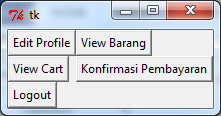 tk
Edit Profile View Barang
View Cart Konfirmasi Pembayaran
Logout